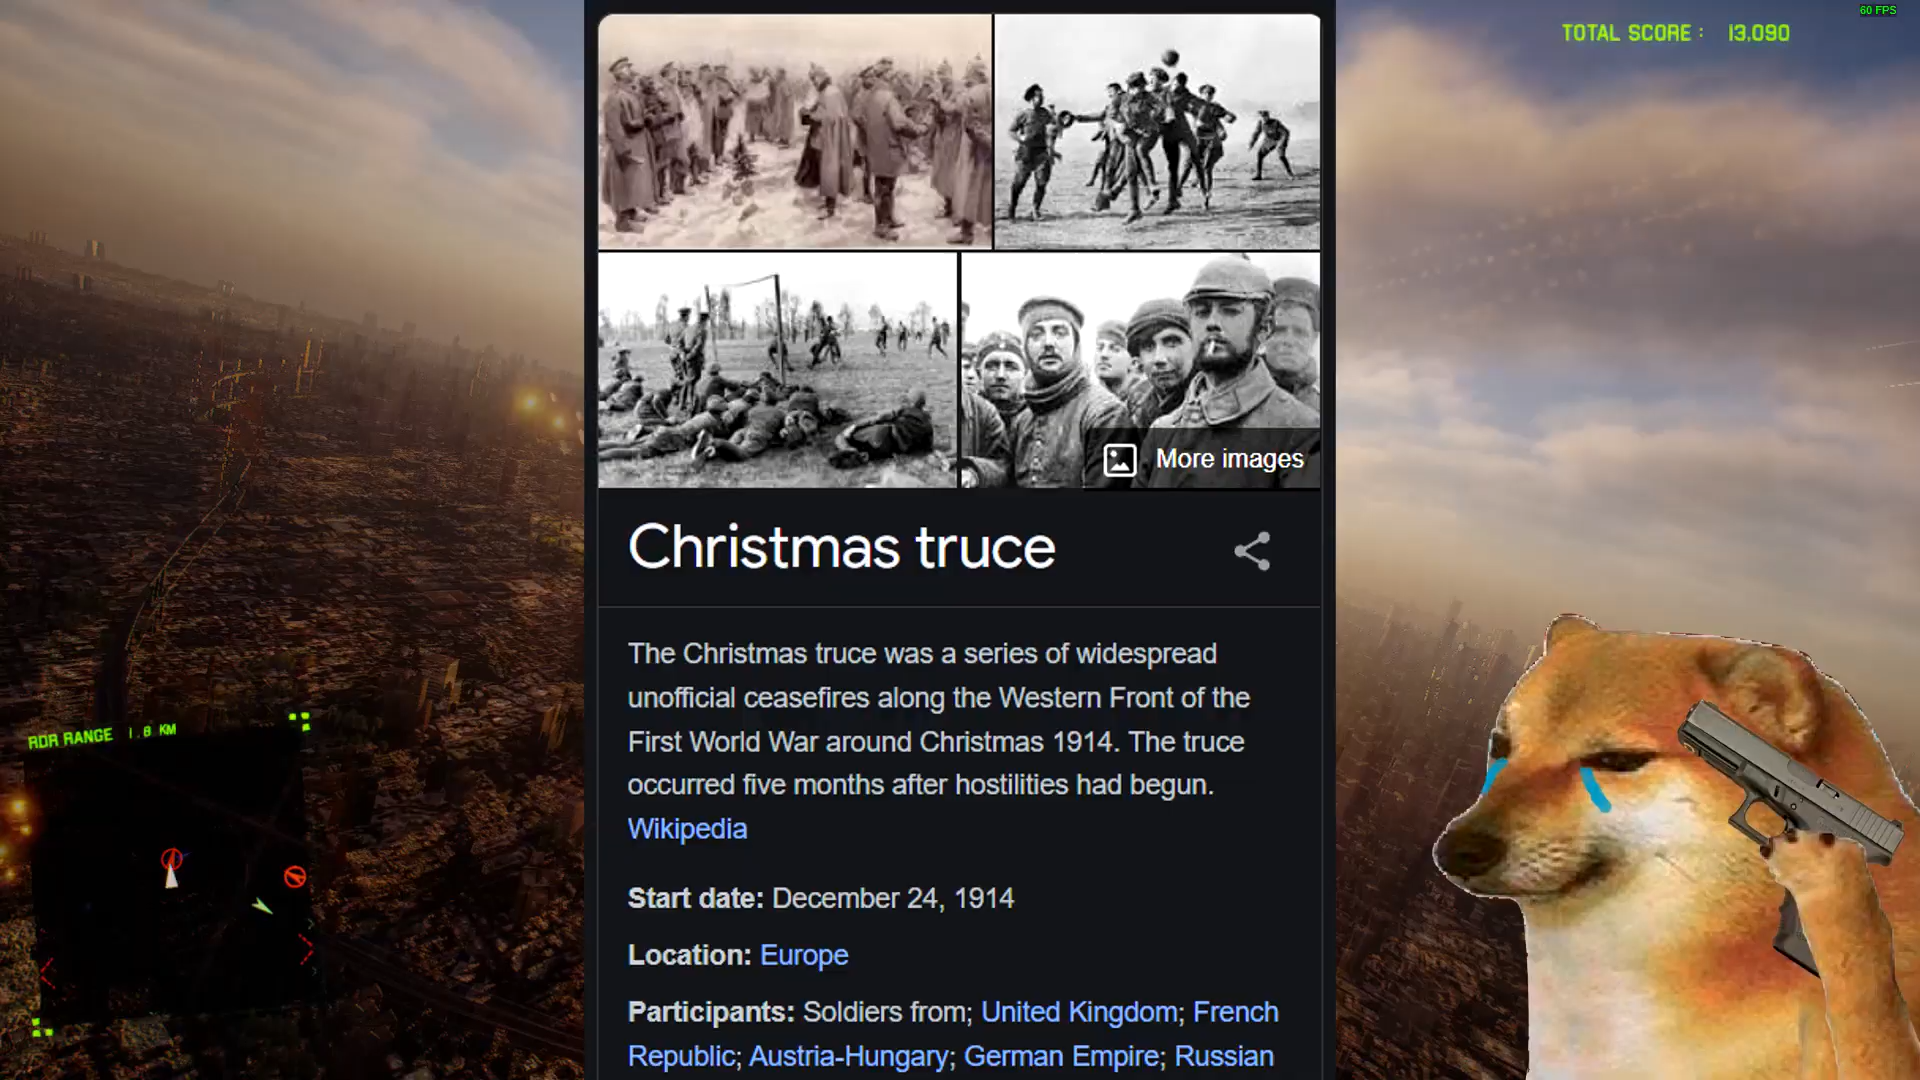 60 FPS
TOTAL SCORE : 13,090
More images
Christmas truce
The Christmas truce was a series of widespread
unofficial ceasefires along the Western Front of the
First World War around Christmas 1914. The truce
occurred five months after hostilities had begun.
Wikipedia
Start date: December 24, 1914
Location: Europe
Participants: Soldiers from; United Kingdom; French
Republic; Austria-Hungary; German Empire; Russian
RDR RANGE 1.8 KM